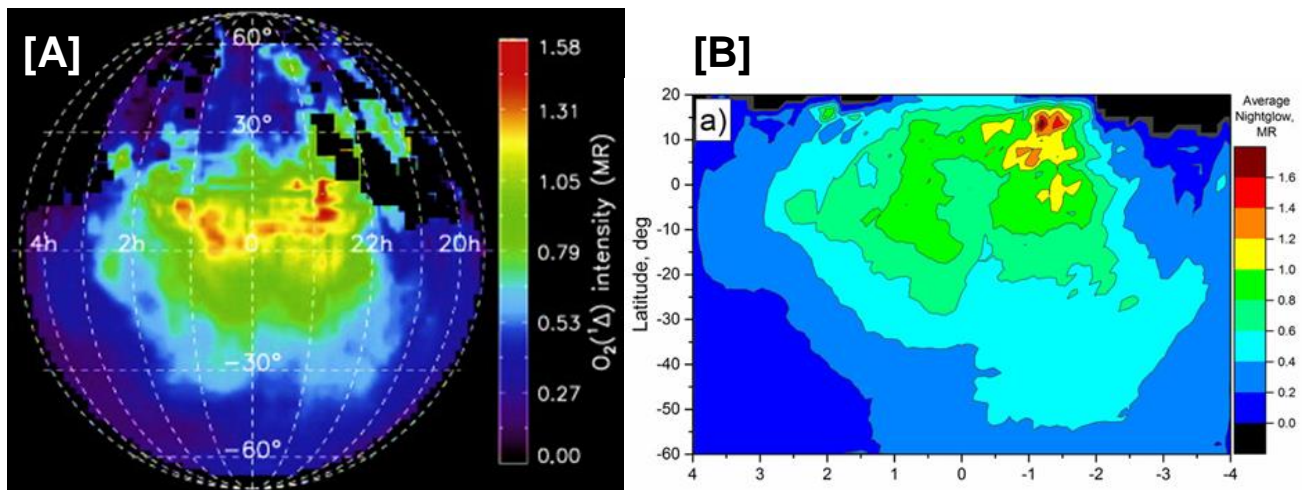 [A]
60°
30°
4h 2h 0 22h 20h
−30°
−60°
1.58
1.31
1.05
0.79
0.53
0.27
0.00
O₂(¹Δ) intensity (MR)
[B]
a)
Latitude, deg
20
10
0
-10
-20
-30
-40
-50
-60
4 3 2 1 0 -1 -2 -3 -4
Average
Nightglow,
MR
1.6
1.4
1.2
1.0
0.8
0.6
0.4
0.2
0.0